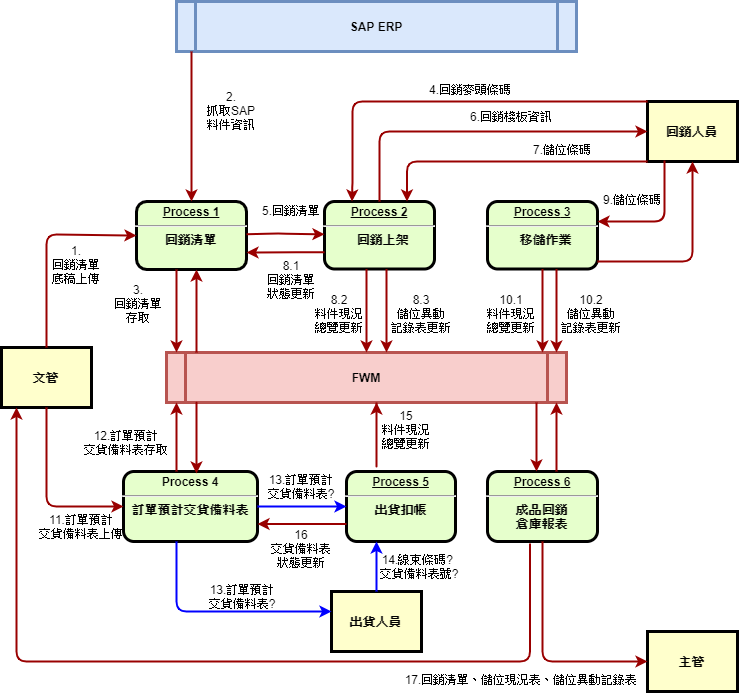 SAP ERP
2.
抓取SAP
料件資訊
4.回銷麥頭條碼
6.回銷棧板資訊
7.儲位條碼
回銷人員
9.儲位條碼
Process 1
回銷清單
5.回銷清單
Process 2
回銷上架
Process 3
移儲作業
1.
回銷清單
底稿上傳
3.
回銷清單
存取
8.1
回銷清單
狀態更新
8.2
料件現況
總覽更新
8.3
儲位異動
記錄表更新
10.1
料件現況
總覽更新
10.2
儲位異動
記錄表更新
文管
FWM
12.訂單預計
交貨備料表存取
15
料件現況
總覽更新
Process 4
訂單預計交貨備料表
13.訂單預計
交貨備料表?
Process 5
出貨扣帳
Process 6
成品回銷
倉庫報表
11.訂單預計
交貨備料表上傳
16
交貨備料表
狀態更新
14.線束條碼?
交貨備料表號?
13.訂單預計
交貨備料表?
出貨人員
主管
17.回銷清單、儲位現況表、儲位異動記錄表